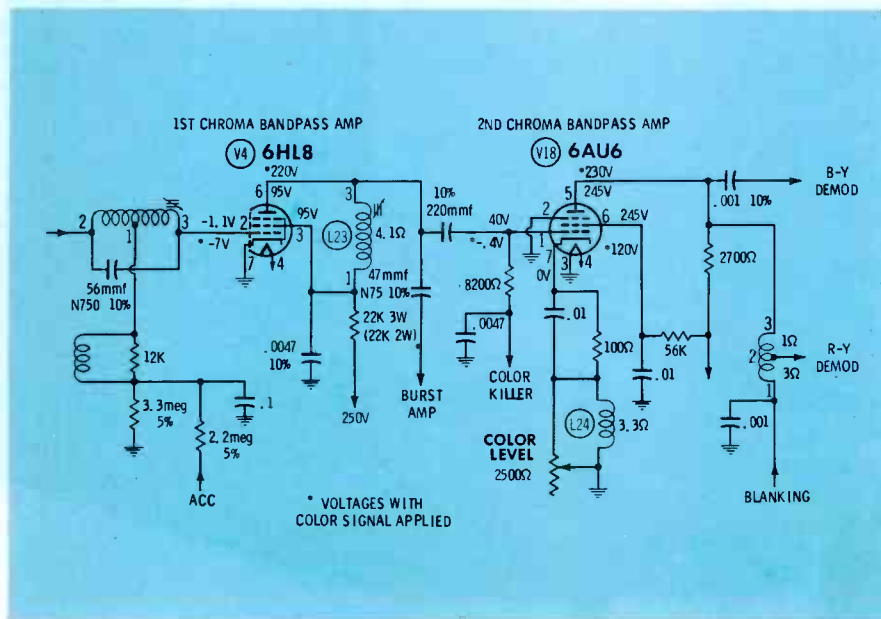 1ST CHROMA BANDPASS AMP
V4 6HL8
2ND CHROMA BANDPASS AMP
V18 6AU6
*220V
6 95V
95V
2 3
1
-1.1V 2
* -7V
3
7 4
56mmf
N750 10%
12K
3.3meg
5%
2.2meg
5%
.1
ACC
L23
3
4.1Ω
1
47mmf
N75 10%
22K 3W
(22K 2W)
.0047
10%
250V
BURST
AMP
10%
220mmf
40V
*-.4V
8200Ω
.0047
COLOR
KILLER
*230V
5 245V
2
1
7
0V
3 4
6 245V
*120V
.01
100Ω
L24
3.3Ω
COLOR
LEVEL
2500Ω
56K
.01
2700Ω
.001 10%
B-Y
DEMOD
3
1Ω
2
3Ω
1
R-Y
DEMOD
.001
BLANKING
* VOLTAGES WITH
COLOR SIGNAL APPLIED